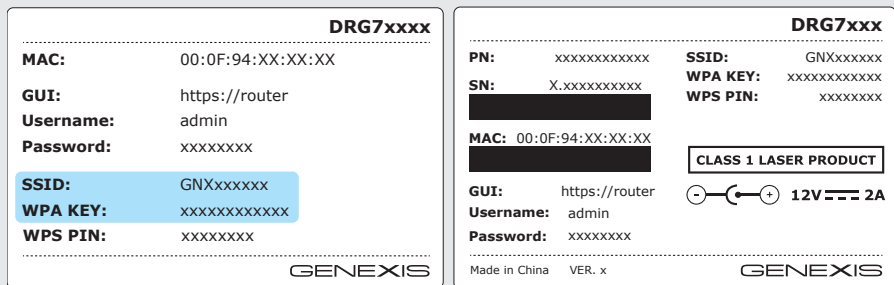 DRG7xxxx
MAC: 00:0F:94:XX:XX:XX
GUI: https://router
Username: admin
Password: xxxxxxxx
SSID: GNXxxxxxx
WPA KEY: xxxxxxxxxxxx
WPS PIN: xxxxxxxx
GENEXIS
DRG7xxx
PN: xxxxxxxxxxxx
SN: X.xxxxxxxxxx
MAC: 00:0F:94:XX:XX:XX
GUI: https://router
Username: admin
Password: xxxxxxxx
SSID: GNXxxxxxx
WPA KEY: xxxxxxxxxxxx
WPS PIN: xxxxxxxx
CLASS 1 LASER PRODUCT
- + 12V 2A
Made in China VER. x
GENEXIS